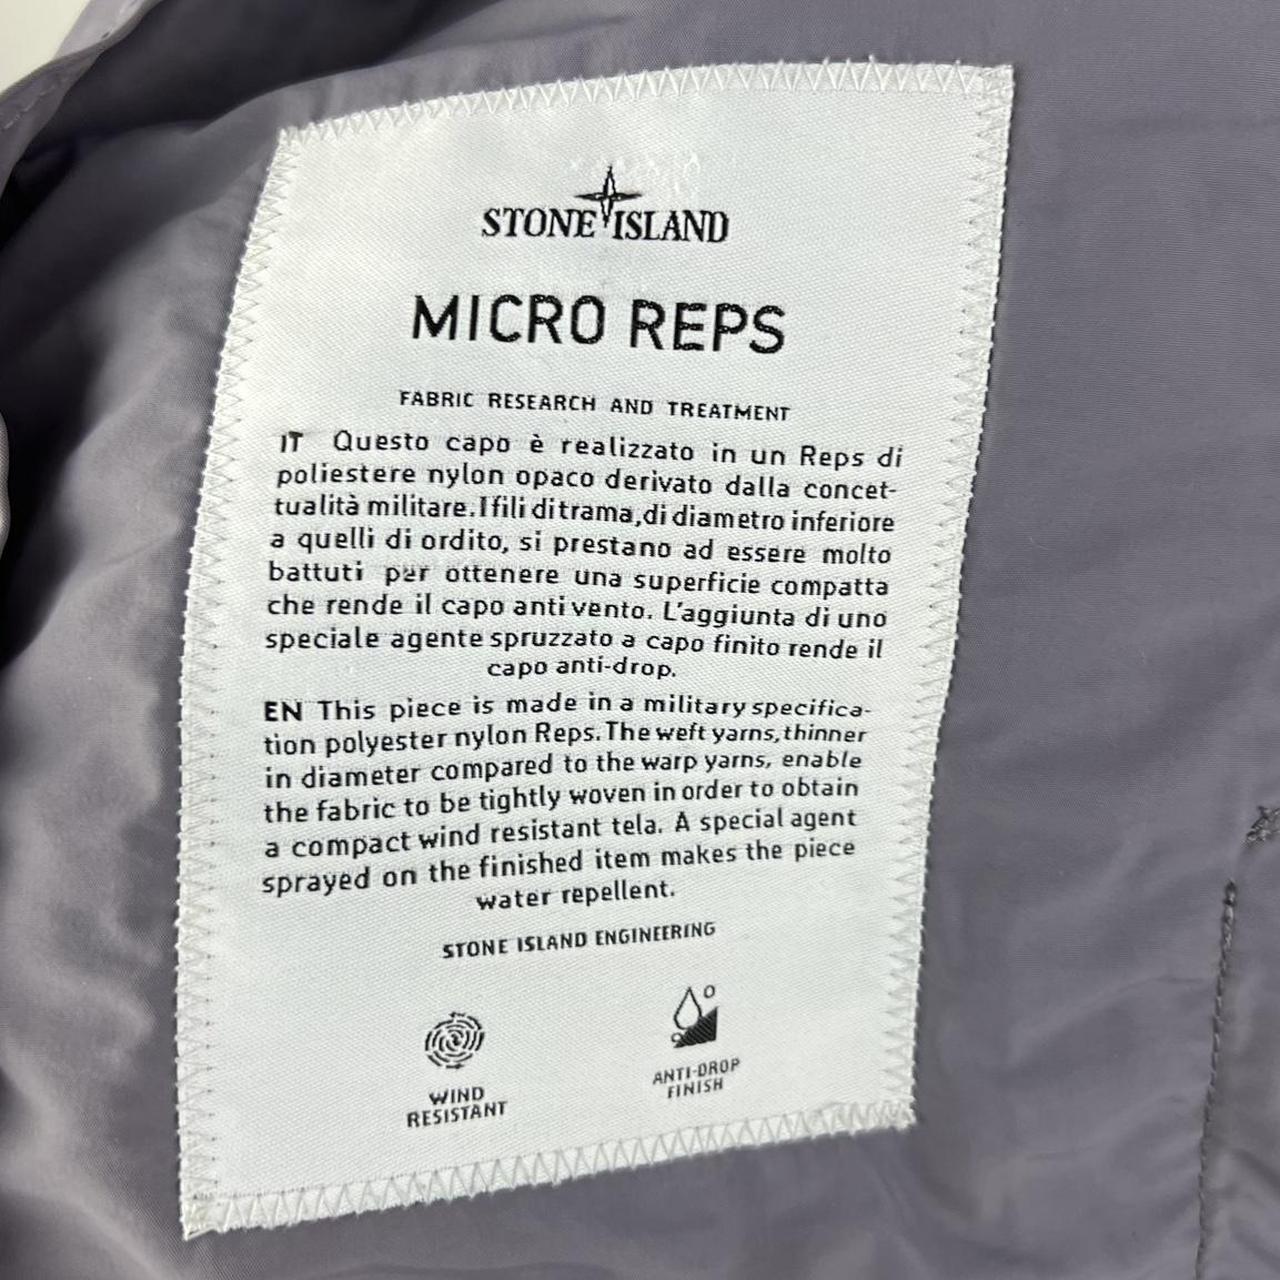 STONE ISLAND
MICRO REPS
FABRIC RESEARCH AND TREATMENT
IT Questo capo è realizzato in un Reps di
poliestere nylon opaco derivato dalla concet-
tualità militare. I fili di trama, di diametro inferiore
a quelli di ordito, si prestano ad essere molto
battuti per ottenere una superficie compatta
che rende il capo anti vento. L'aggiunta di uno
speciale agente spruzzato a capo finito rende il
capo anti-drop.
EN This piece is made in a military specifica-
tion polyester nylon Reps. The weft yarns, thinner
in diameter compared to the warp yarns, enable
the fabric to be tightly woven in order to obtain
a compact wind resistant tela. A special agent
sprayed on the finished item makes the piece
water repellent.
STONE ISLAND ENGINEERING
WIND
RESISTANT
ANTI-DROP
FINISH